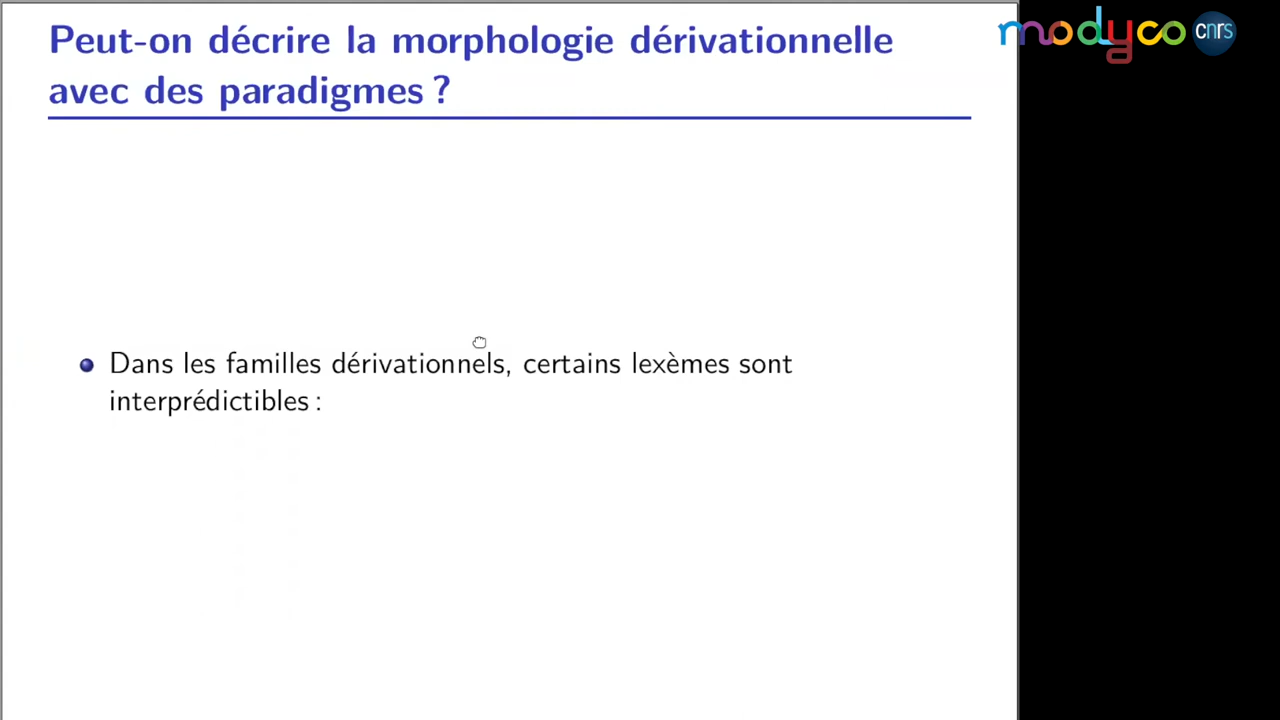 Peut-on décrire la morphologie dérivationnelle
avec des paradigmes ?
modyco cnrs
Dans les familles dérivationnels, certains lexèmes sont
interprédictibles :